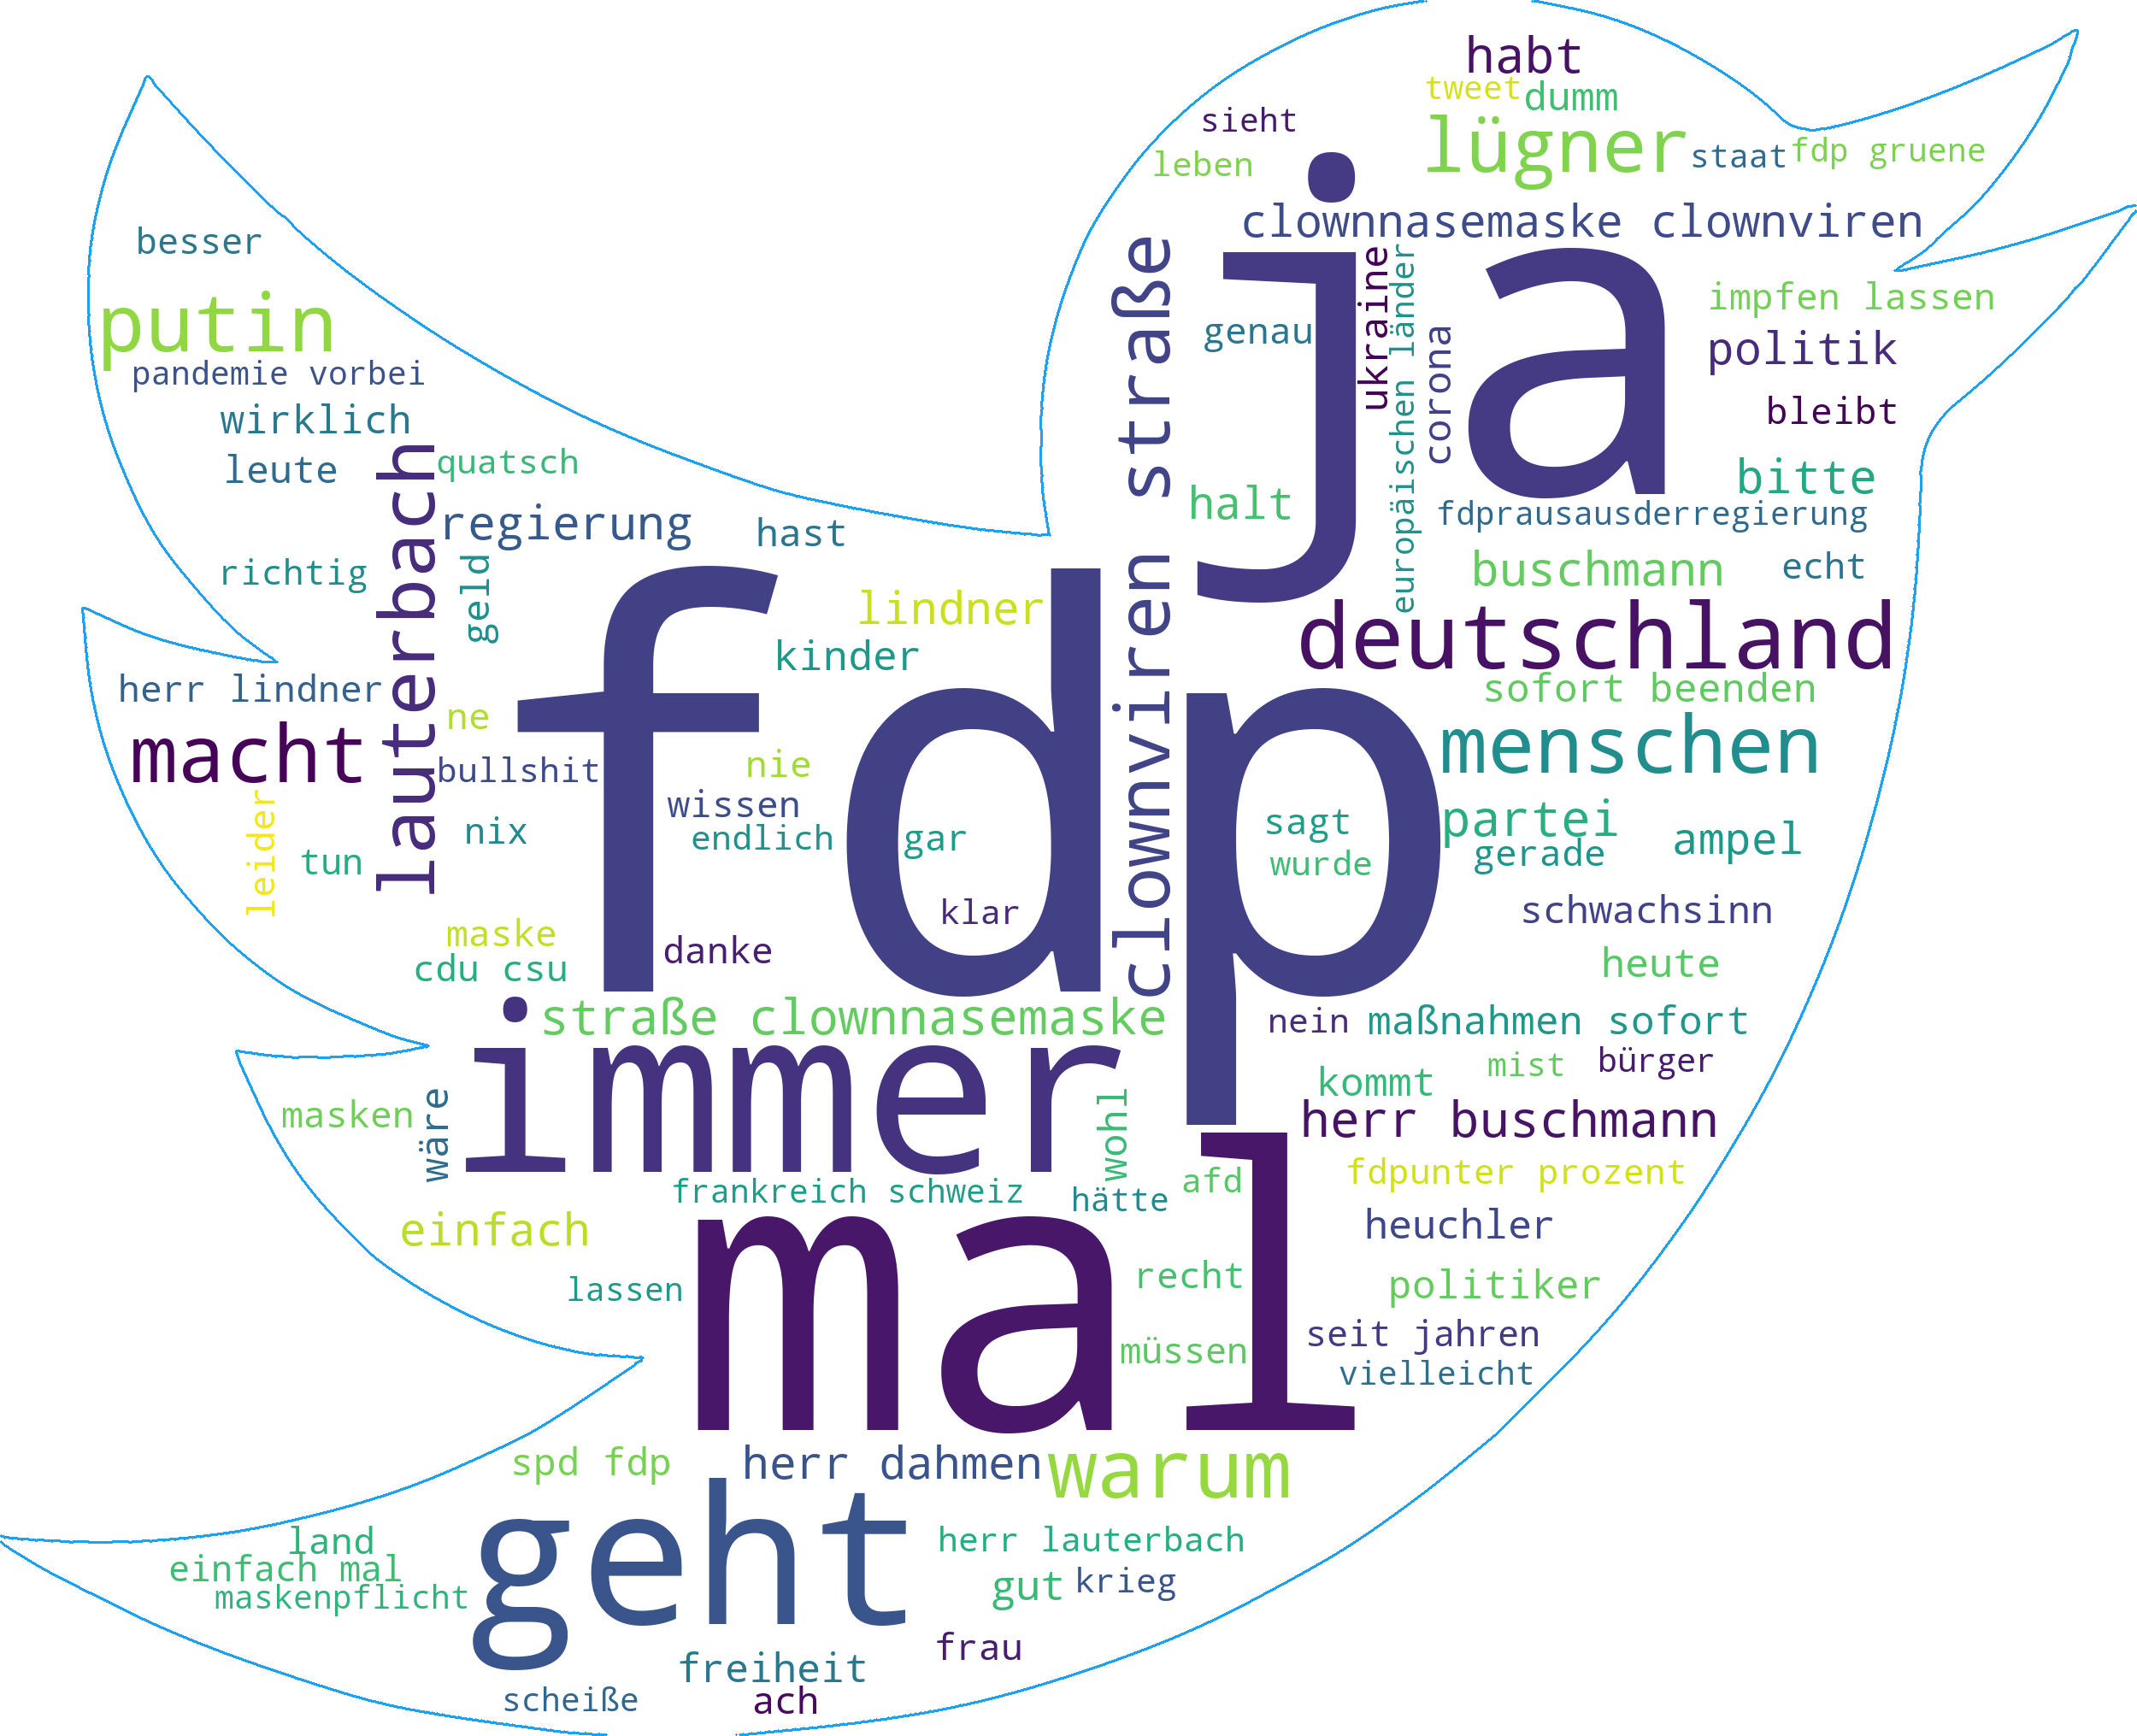 habt
tweet
dumm
sieht
lügner
leben
staat
fdp gruene
ja
clownnasemaske clownviren
besser
putin
ukraine
europäischen länder
impfen lassen
genau
corona
politik
pandemie vorbei
wirklich
bleibt
leute
quatsch
lauterbach
clownviren straße
halt
bitte
regierung
hast
fdprausausderregierung
richtig
geld
buschmann
echt
lindner
deutschland
kinder
fdp
herr lindner
sofort beenden
ne
macht
menschen
bullshit
nie
wissen
leider
nix
endlich
gar
sagt
partei
ampel
tun
wurde
gerade
klar
schwachsinn
maske
danke
cdu csu
heute
straße clownnasemaske
nein
maßnahmen sofort
immer
mist
bürger
kommt
masken
wäre
wohl
herr buschmann
frankreich schweiz
hätte
afd
fdpunter prozent
einfach
heuchler
mal
lassen
recht
politiker
müssen
seit jahren
vielleicht
spd fdp
herr dahmen
warum
geht
land
herr lauterbach
einfach mal
maskenpflicht
gut
krieg
frau
freiheit
scheiße
ach